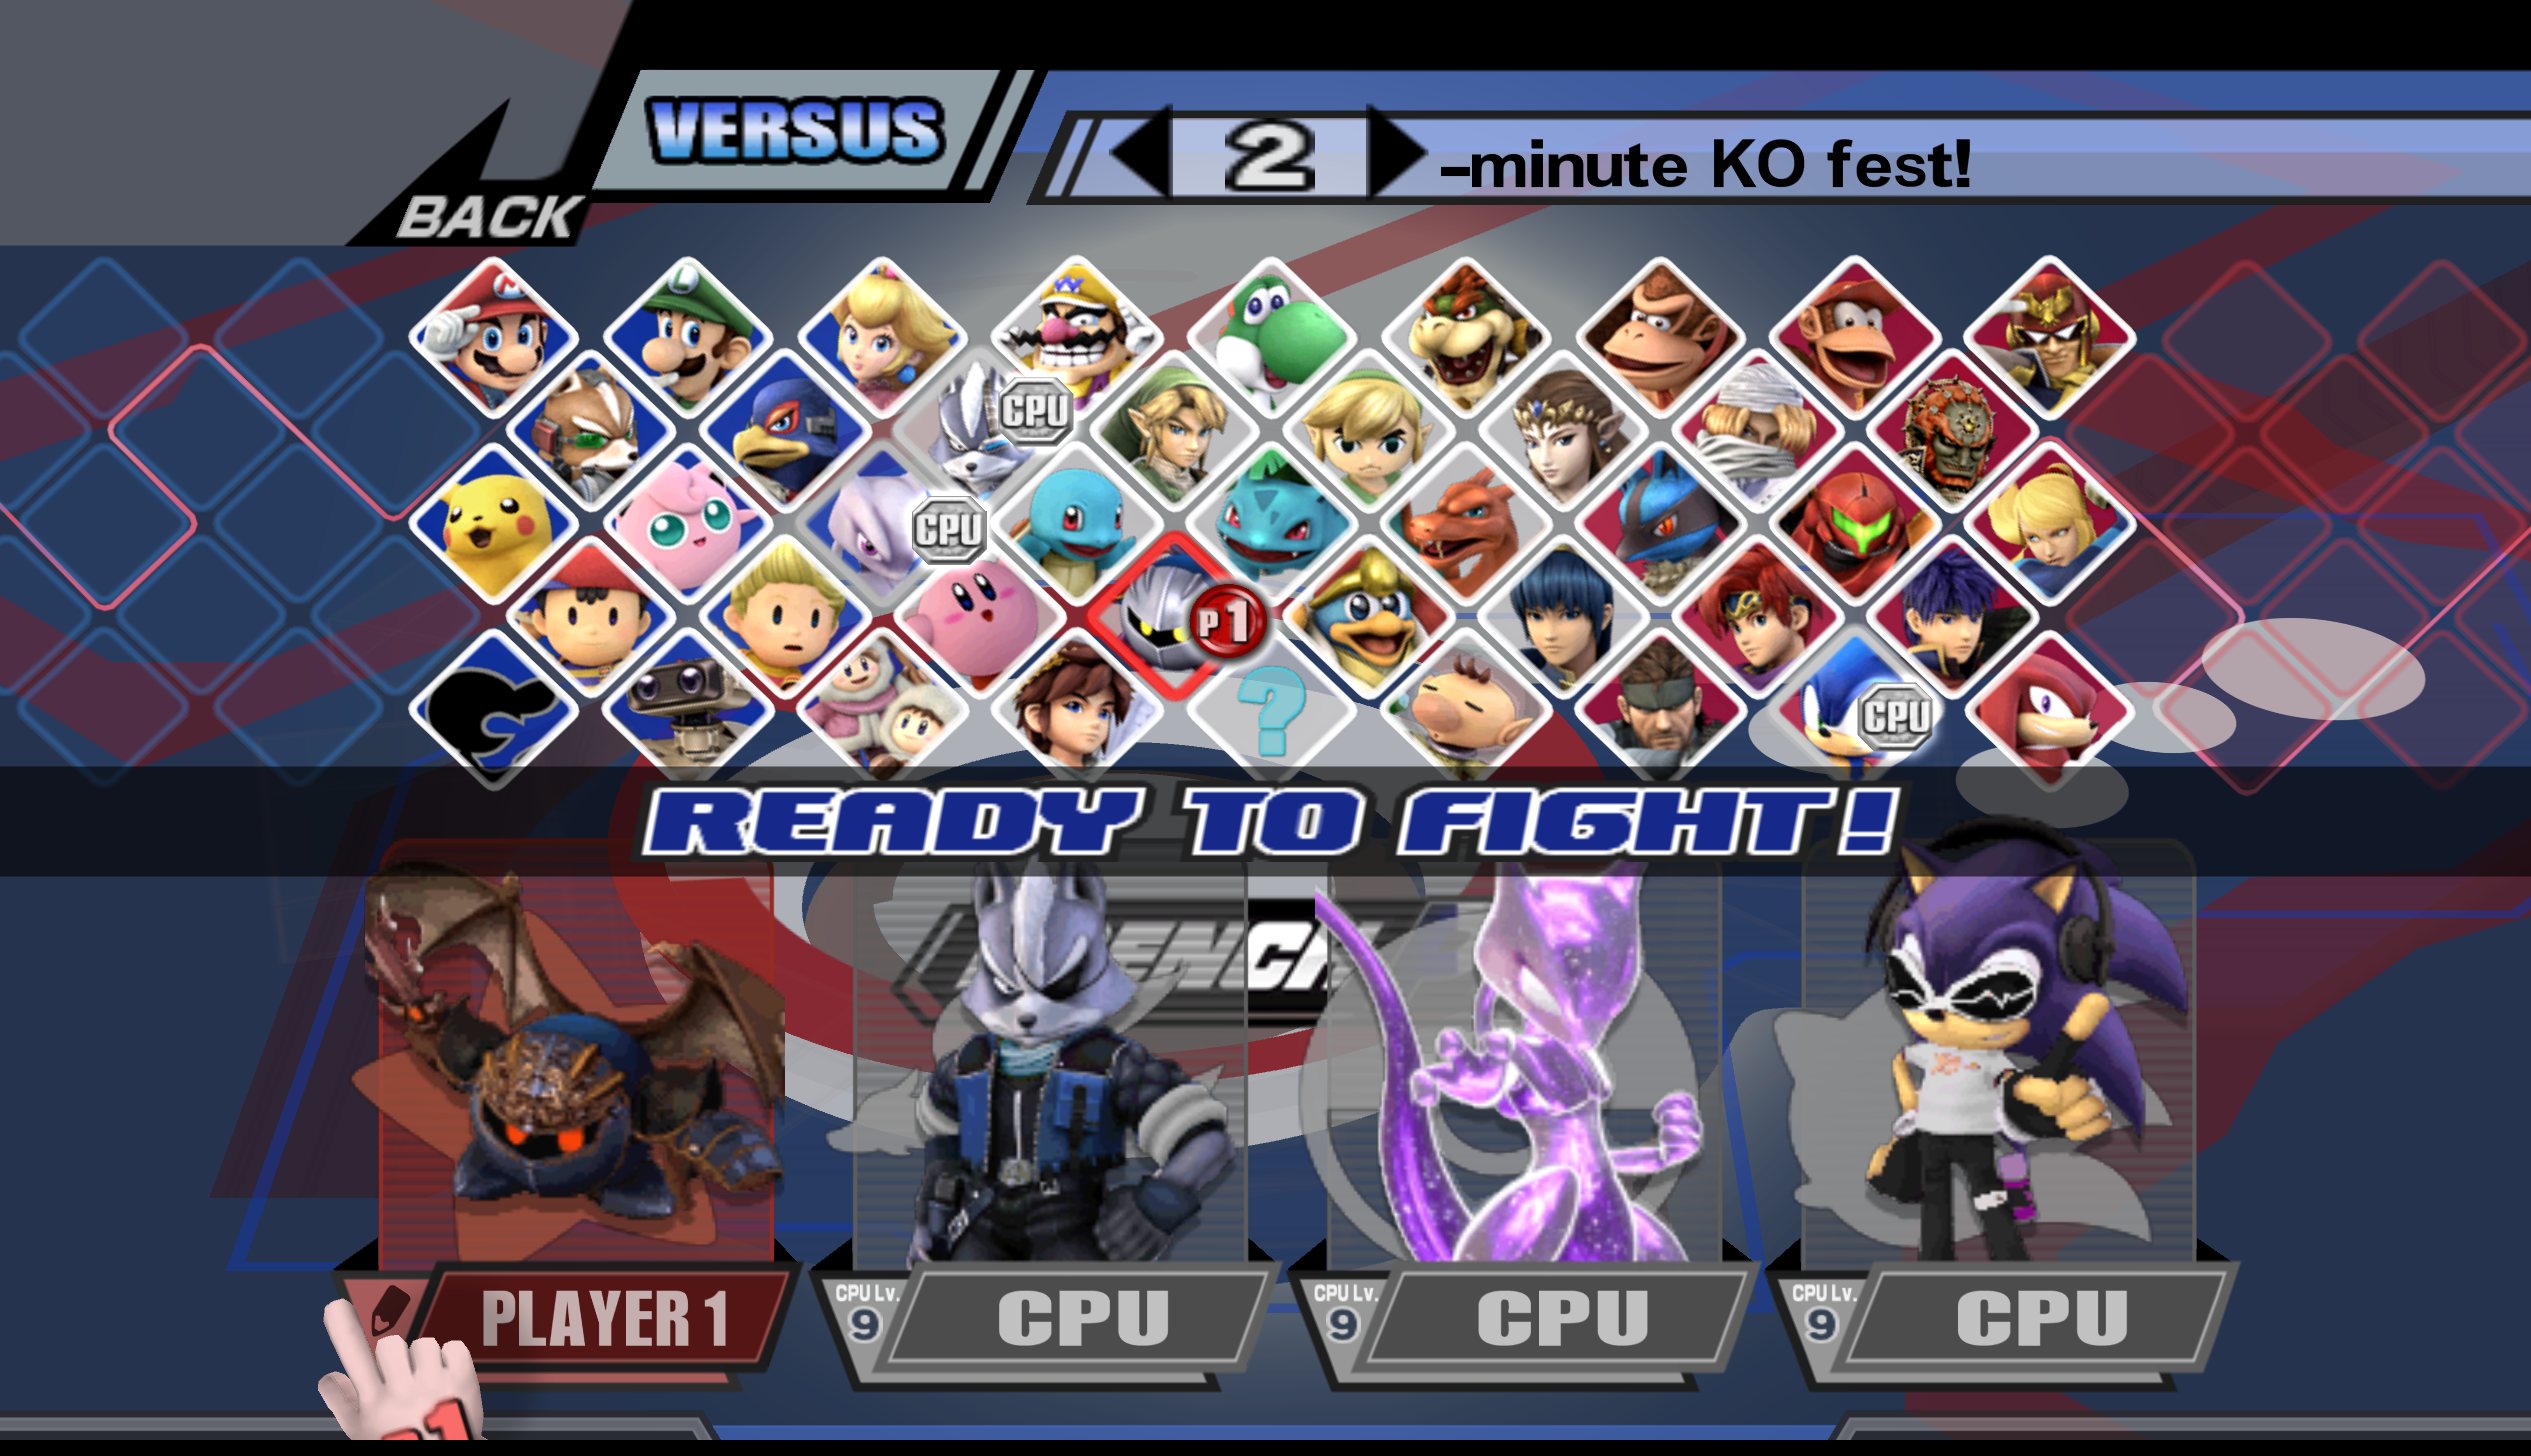 VERSUS
2
-minute KO fest!
BACK
CPU
CPU
P1
?
CPU
READY TO FIGHT!
PLAYER 1
CPU Lv.
9
CPU
CPU Lv.
9
CPU
CPU Lv.
9
CPU